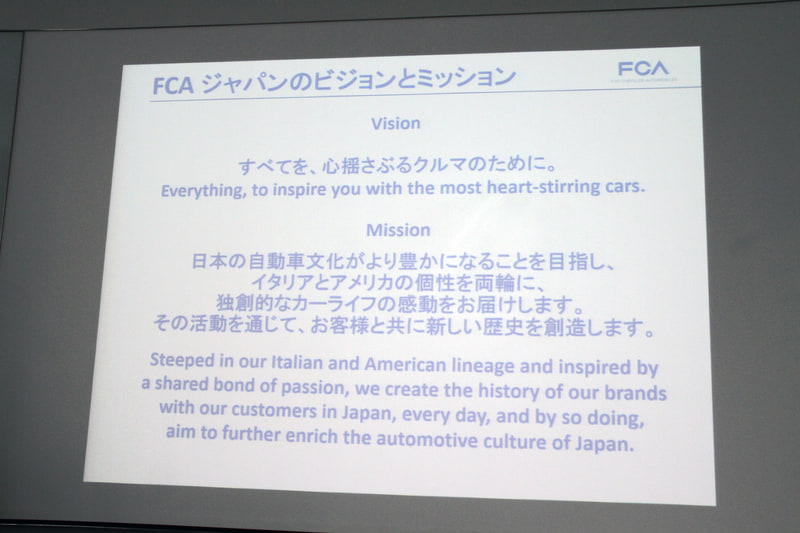 FCA ジャパンのビジョンとミッション
FCA
FIAT CHRYSLER AUTOMOBILES
Vision
すべてを、心揺さぶるクルマのために。
Everything, to inspire you with the most heart-stirring cars.
Mission
日本の自動車文化がより豊かになることを目指し、
イタリアとアメリカの個性を両輪に、
独創的なカーライフの感動をお届けします。
その活動を通じて、お客様と共に新しい歴史を創造します。
Steeped in our Italian and American lineage and inspired by
a shared bond of passion, we create the history of our brands
with our customers in Japan, every day, and by so doing,
aim to further enrich the automotive culture of Japan.